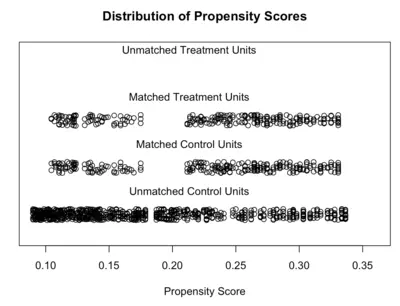 Distribution of Propensity Scores
Unmatched Treatment Units
Matched Treatment Units
Matched Control Units
Unmatched Control Units
0.10 0.15 0.20 0.25 0.30 0.35
Propensity Score